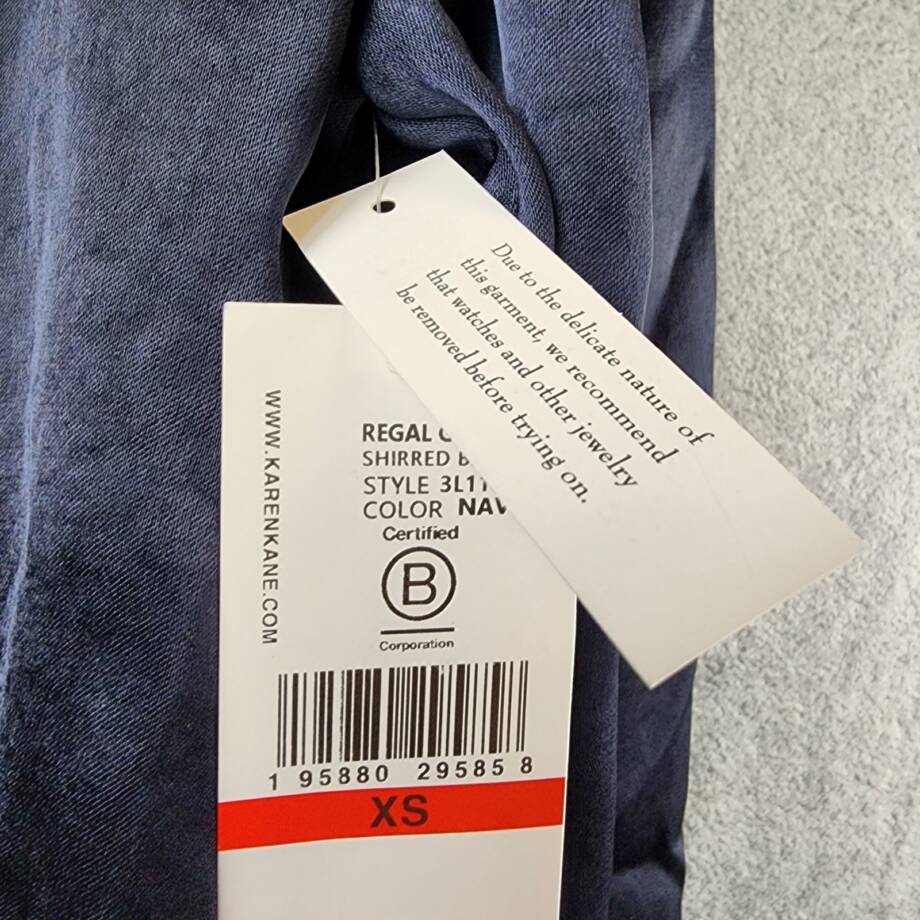 Due to the delicate nature of
this garment, we recommend
that watches and other jewelry
be removed before trying on.
WWW.KARENKANE.COM
REGAL
SHIRRED
STYLE
COLOR
Certified
B
Corporation
1 95880 29585 8
XS